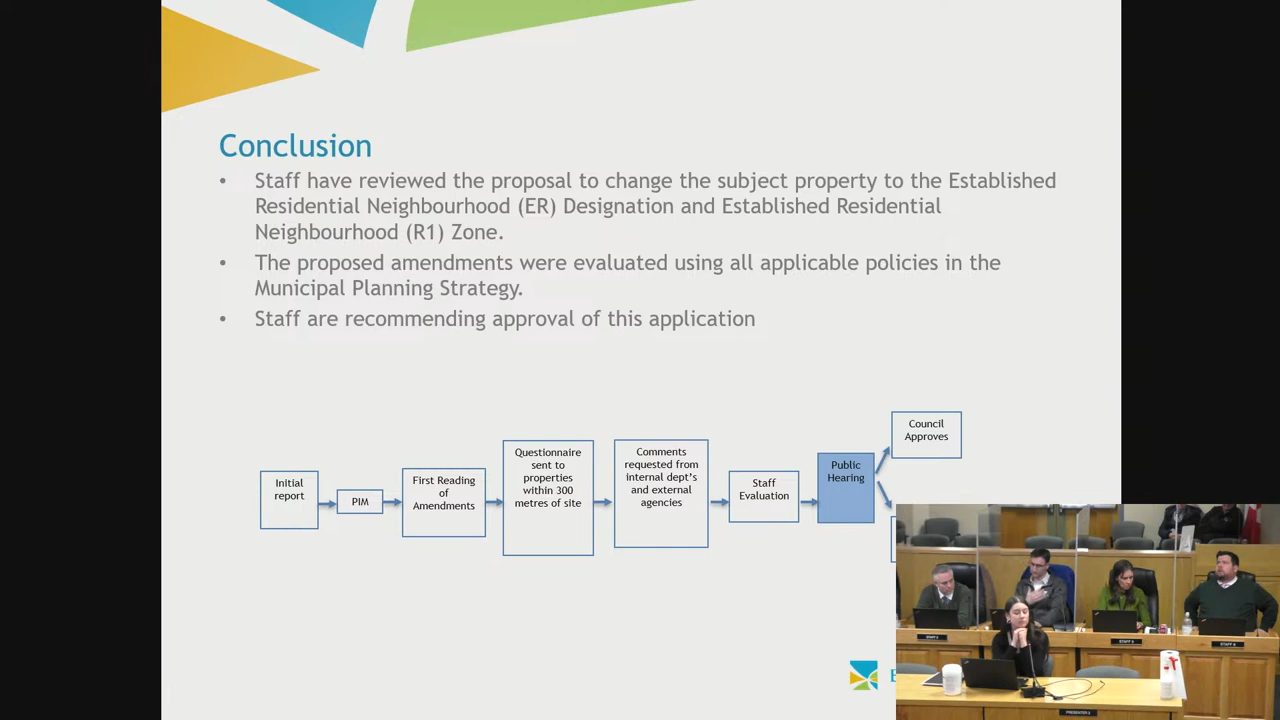 Conclusion
• Staff have reviewed the proposal to change the subject property to the Established
Residential Neighbourhood (ER) Designation and Established Residential
Neighbourhood (R1) Zone.
• The proposed amendments were evaluated using all applicable policies in the
Municipal Planning Strategy.
• Staff are recommending approval of this application
Initial
report
PIM
First Reading
of
Amendments
Questionnaire
sent to
properties
within 300
metres of site
Comments
requested from
internal dept's
and external
agencies
Staff
Evaluation
Public
Hearing
Council
Approves